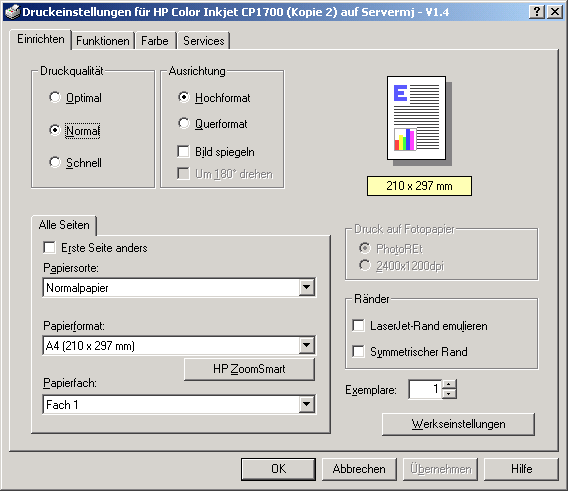 Druckeinstellungen für HP Color Inkjet CP1700 (Kopie 2) auf Servermj - V1.4
Einrichten Funktionen Farbe Services
Druckqualität
Optimal
Normal
Schnell
Ausrichtung
Hochformat
Querformat
Bild spiegeln
Um 180° drehen
E
210 x 297 mm
Alle Seiten
Erste Seite anders
Papiersorte:
Normalpapier
Papierformat:
A4 (210 x 297 mm)
HP ZoomSmart
Papierfach:
Fach 1
Druck auf Fotopapier
PhotoREt
2400x1200dpi
Ränder
LaserJet-Rand emulieren
Symmetrischer Rand
Exemplare: 1
Werkseinstellungen
OK Abbrechen Übernehmen Hilfe